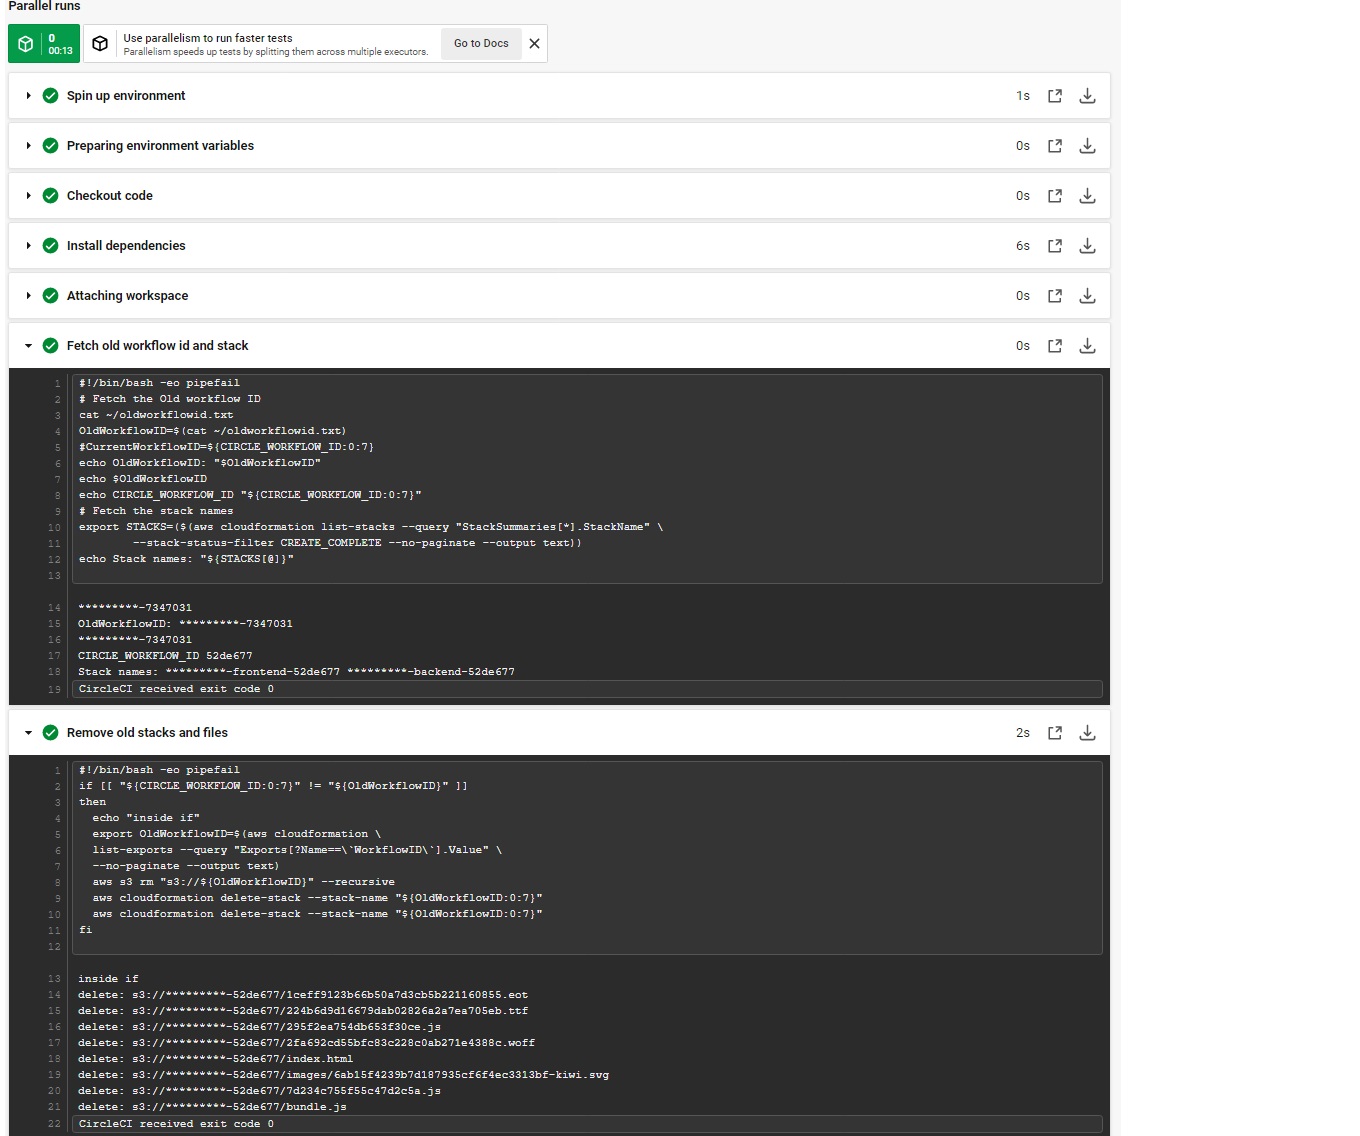 Parallel runs
0
00:13
Use parallelism to run faster tests
Parallelism speeds up tests by splitting them across multiple executors.
Go to Docs
Spin up environment 1s
Preparing environment variables 0s
Checkout code 0s
Install dependencies 6s
Attaching workspace 0s
Fetch old workflow id and stack 0s
1 #!/bin/bash -eo pipefail
2 # Fetch the Old workflow ID
3 cat ~/oldworkflowid.txt
4 OldWorkflowID=$(cat ~/oldworkflowid.txt)
5 #CurrentWorkflowID=${CIRCLE_WORKFLOW_ID:0:7}
6 echo OldWorkflowID: "$OldWorkflowID"
7 echo $OldWorkflowID
8 echo CIRCLE_WORKFLOW_ID "${CIRCLE_WORKFLOW_ID:0:7}"
9 # Fetch the stack names
10 export STACKS=($(aws cloudformation list-stacks --query "StackSummaries[*].StackName" \
11 --stack-status-filter CREATE_COMPLETE --no-paginate --output text))
12 echo Stack names: "${STACKS[@]}"
13
14 *********-7347031
15 OldWorkflowID: *********-7347031
16 *********-7347031
17 CIRCLE_WORKFLOW_ID 52de677
18 Stack names: *********-frontend-52de677 *********-backend-52de677
19 CircleCI received exit code 0
Remove old stacks and files 2s
1 #!/bin/bash -eo pipefail
2 if [[ "${CIRCLE_WORKFLOW_ID:0:7}" != "${OldWorkflowID}" ]]
3 then
4 echo "inside if"
5 export OldWorkflowID=$(aws cloudformation \
6 list-exports --query "Exports[?Name==\`WorkflowID\`].Value" \
7 --no-paginate --output text)
8 aws s3 rm "s3://${OldWorkflowID}" --recursive
9 aws cloudformation delete-stack --stack-name "${OldWorkflowID:0:7}"
10 aws cloudformation delete-stack --stack-name "${OldWorkflowID:0:7}"
11 fi
12
13 inside if
14 delete: s3://*********-52de677/1ceff9123b66b50a7d3cb5b221160855.eot
15 delete: s3://*********-52de677/224b6d9d16679dab02826a2a7ea705eb.ttf
16 delete: s3://*********-52de677/295f2ea754db653f30ce.js
17 delete: s3://*********-52de677/2fa692cd55bfc83c228c0ab271e4388c.woff
18 delete: s3://*********-52de677/index.html
19 delete: s3://*********-52de677/images/6ab15f4239b7d187935cf6f4ec3313bf-kiwi.svg
20 delete: s3://*********-52de677/7d234c755f55c47d2c5a.js
21 delete: s3://*********-52de677/bundle.js
22 CircleCI received exit code 0